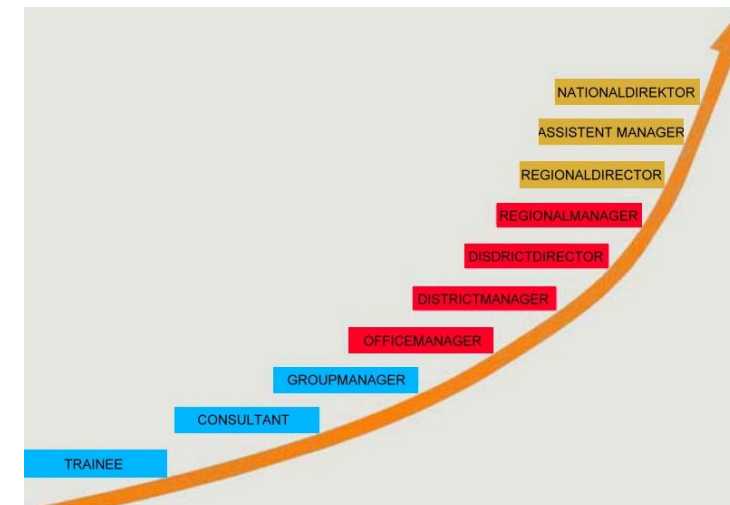 NATIONALDIREKTOR
ASSISTENT MANAGER
REGIONALDIRECTOR
REGIONALMANAGER
DISDRICTDIRECTOR
DISTRICTMANAGER
OFFICEMANAGER
GROUPMANAGER
CONSULTANT
TRAINEE